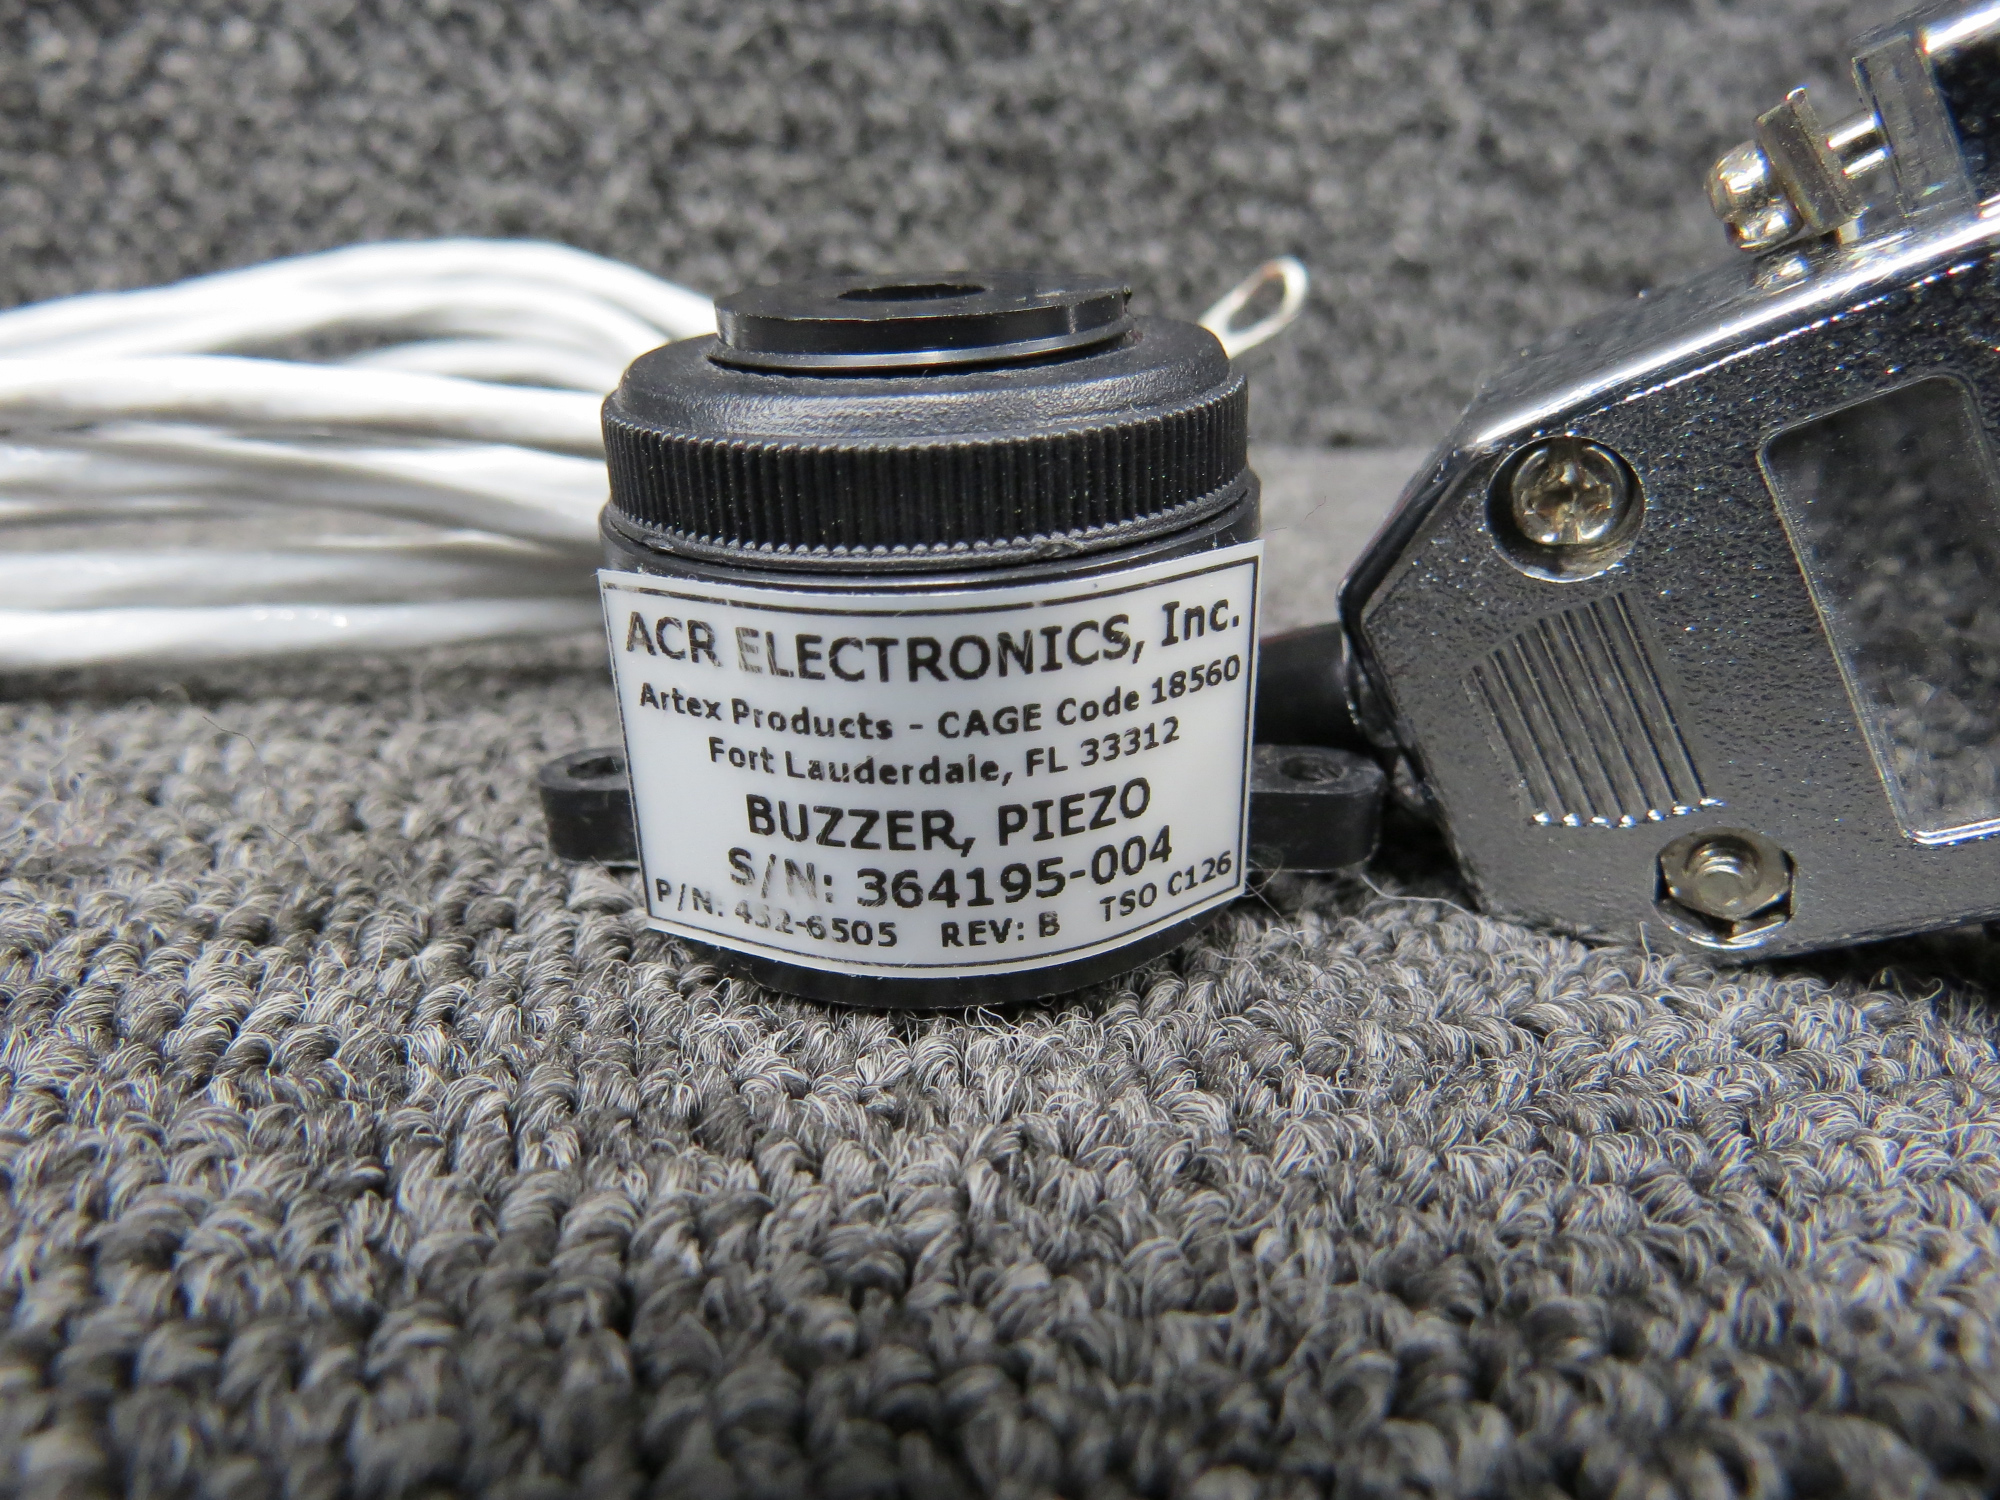 ACR ELECTRONICS, Inc.
Artex Products - CAGE Code 18560
Fort Lauderdale, FL 33312
BUZZER, PIEZO
S/N: 364195-004
P/N: 452-6505 REV: B TSO C126